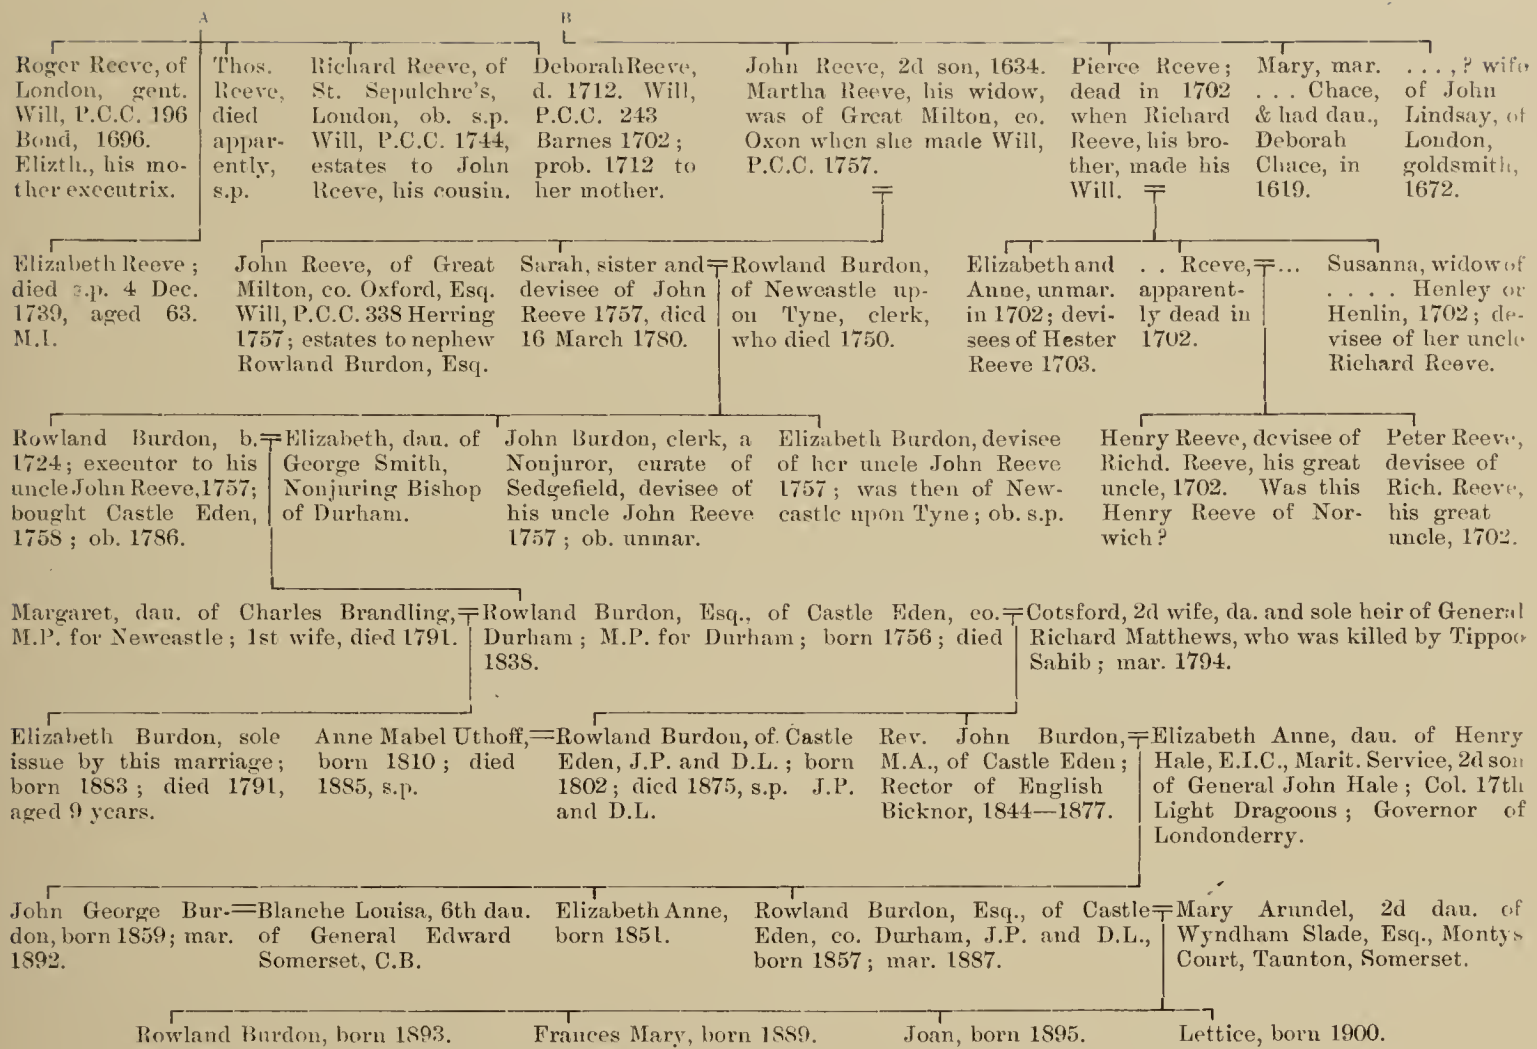 A
B
Roger Reeve, of
London, gent.
Will, P.C.C. 196
Bond, 1696.
Elizth., his mo-
ther executrix.
Thos.
Reeve,
died
appar-
ently,
s.p.
Richard Reeve, of
St. Sepulchre's,
London, ob. s.p.
Will, P.C.C. 1744,
estates to John
Reeve, his cousin.
Deborah Reeve,
d. 1712. Will,
P.C.C. 243
Barnes 1702;
prob. 1712 to
her mother.
John Reeve, 2d son, 1634.
Martha Reeve, his widow,
was of Great Milton, co.
Oxon when she made Will,
P.C.C. 1757.
Pierce Reeve;
dead in 1702
when Richard
Reeve, his bro-
ther, made his
Will.
Mary, mar.
. . . Chace,
& had dau.,
Deborah
Chace, in
1619.
. . . ., ? wife
of John
Lindsay, of
London,
goldsmith,
1672.
Elizabeth Reeve;
died s.p. 4 Dec.
1739, aged 63.
M.I.
John Reeve, of Great
Milton, co. Oxford, Esq.
Will, P.C.C. 338 Herring
1757; estates to nephew
Rowland Burdon, Esq.
Sarah, sister and
devisee of John
Reeve 1757, died
16 March 1780.
Rowland Burdon,
of Newcastle up-
on Tyne, clerk,
who died 1750.
Elizabeth and
Anne, unmar.
in 1702; devi-
sees of Hester
Reeve 1703.
. . Reeve,
apparent-
ly dead in
1702.
...
Susanna, widow of
. . . . Henley or
Henlin, 1702; de-
visee of her uncle
Richard Reeve.
Rowland Burdon, b.
1724; executor to his
uncle John Reeve, 1757;
bought Castle Eden,
1758; ob. 1786.
Elizabeth, dau. of
George Smith,
Nonjuring Bishop
of Durham.
John Burdon, clerk, a
Nonjuror, curate of
Sedgefield, devisee of
his uncle John Reeve
1757; ob. unmar.
Elizabeth Burdon, devisee
of her uncle John Reeve
1757; was then of New-
castle upon Tyne; ob. s.p.
Henry Reeve, devisee of
Richd. Reeve, his great
uncle, 1702. Was this
Henry Reeve of Nor-
wich?
Peter Reeve,
devisee of
Rich. Reeve,
his great
uncle, 1702.
Margaret, dau. of Charles Brandling,
M.P. for Newcastle; 1st wife, died 1791.
Rowland Burdon, Esq., of Castle Eden, co.
Durham; M.P. for Durham; born 1756; died
1838.
Cotsford, 2d wife, da. and sole heir of General
Richard Matthews, who was killed by Tippoo
Sahib; mar. 1794.
Elizabeth Burdon, sole
issue by this marriage;
born 1883; died 1791,
aged 9 years.
Anne Mabel Uthoff,
born 1810; died
1885, s.p.
Rowland Burdon, of Castle
Eden, J.P. and D.L.; born
1802; died 1875, s.p. J.P.
and D.L.
Rev. John Burdon,
M.A., of Castle Eden;
Rector of English
Bicknor, 1844—1877.
Elizabeth Anne, dau. of Henry
Hale, E.I.C., Marit. Service, 2d son
of General John Hale; Col. 17th
Light Dragoons; Governor of
Londonderry.
John George Bur-
don, born 1859; mar.
1892.
Blanche Louisa, 6th dau.
of General Edward
Somerset, C.B.
Elizabeth Anne,
born 1851.
Rowland Burdon, Esq., of Castle
Eden, co. Durham, J.P. and D.L.,
born 1857; mar. 1887.
Mary Arundel, 2d dau. of
Wyndham Slade, Esq., Montys
Court, Taunton, Somerset.
Rowland Burdon, born 1893.
Frances Mary, born 1889.
Joan, born 1895.
Lettice, born 1900.